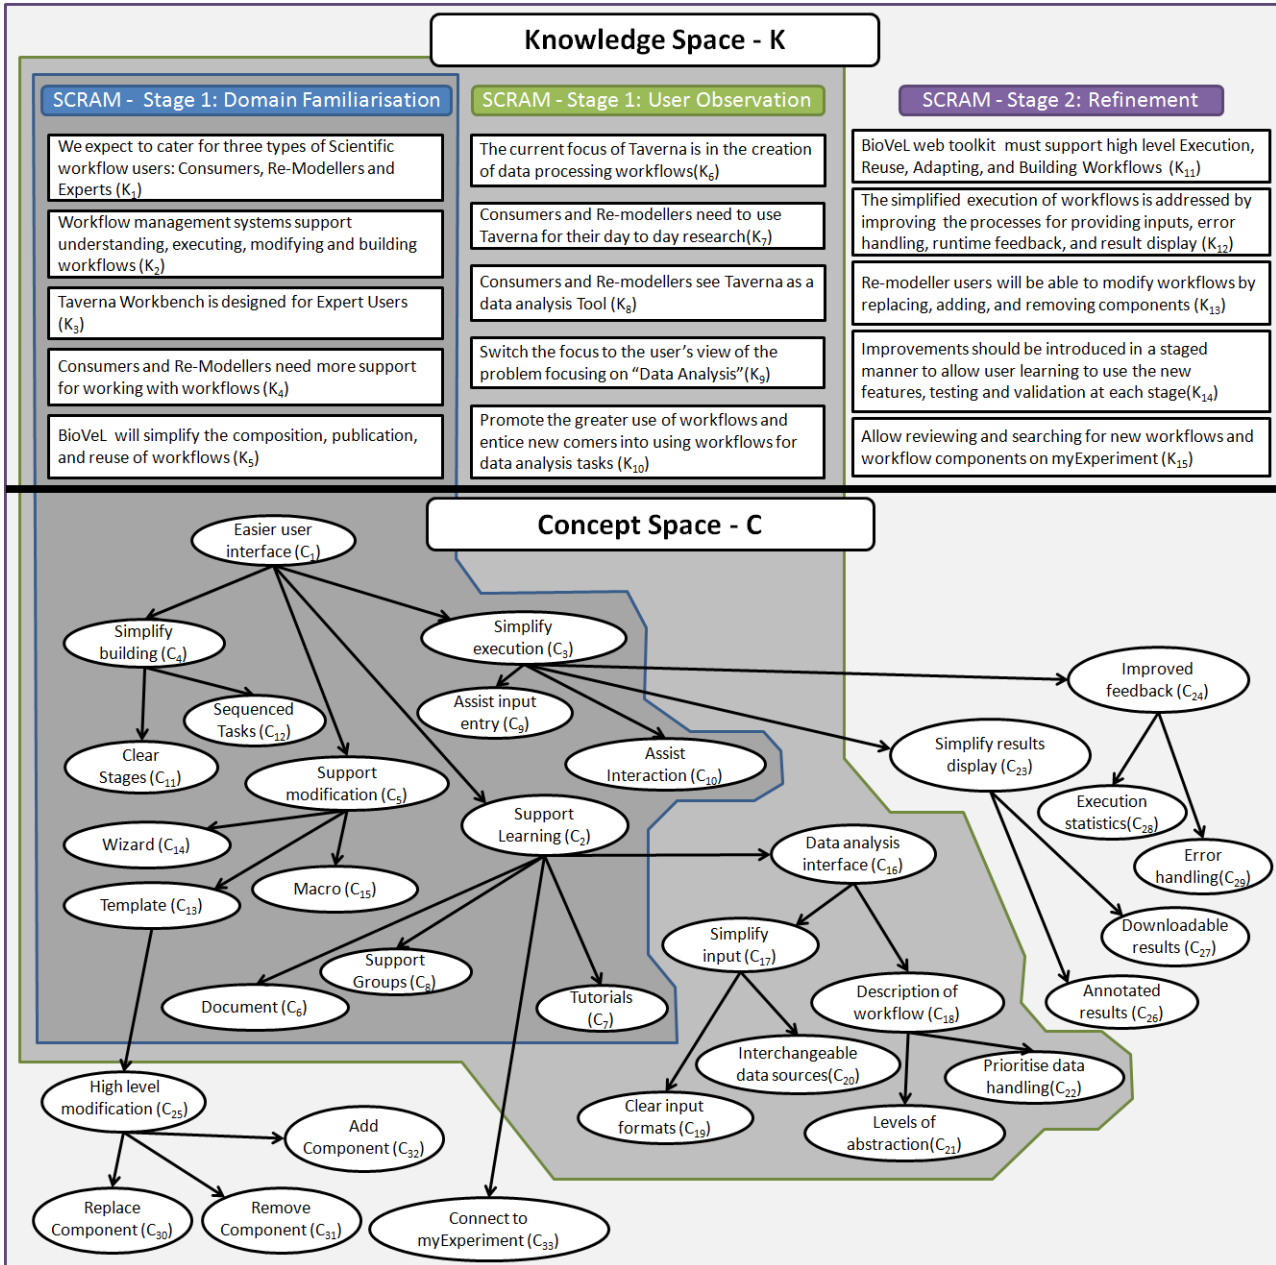 Knowledge Space - K
SCRAM - Stage 1: Domain Familiarisation
We expect to cater for three types of Scientific
workflow users: Consumers, Re-Modellers and
Experts (K₁)
Workflow management systems support
understanding, executing, modifying and building
workflows (K₂)
Taverna Workbench is designed for Expert Users
(K₃)
Consumers and Re-Modellers need more support
for working with workflows (K₄)
BioVeL will simplify the composition, publication,
and reuse of workflows (K₅)
SCRAM - Stage 1: User Observation
The current focus of Taverna is in the creation
of data processing workflows(K₆)
Consumers and Re-modellers need to use
Taverna for their day to day research(K₇)
Consumers and Re-modellers see Taverna as a
data analysis Tool (K₈)
Switch the focus to the user's view of the
problem focusing on "Data Analysis"(K₉)
Promote the greater use of workflows and
entice new comers into using workflows for
data analysis tasks (K₁₀)
SCRAM - Stage 2: Refinement
BioVeL web toolkit must support high level Execution,
Reuse, Adapting, and Building Workflows (K₁₁)
The simplified execution of workflows is addressed by
improving the processes for providing inputs, error
handling, runtime feedback, and result display (K₁₂)
Re-modeller users will be able to modify workflows by
replacing, adding, and removing components (K₁₃)
Improvements should be introduced in a staged
manner to allow user learning to use the new
features, testing and validation at each stage(K₁₄)
Allow reviewing and searching for new workflows and
workflow components on myExperiment (K₁₅)
Concept Space - C
Easier user
interface (C₁)
Simplify
building (C₄)
Simplify
execution (C₃)
Improved
feedback (C₂₄)
Sequenced
Tasks (C₁₂)
Assist input
entry (C₉)
Clear
Stages (C₁₁)
Support
modification (C₅)
Assist
Interaction (C₁₀)
Simplify results
display (C₂₃)
Execution
statistics(C₂₈)
Wizard (C₁₄)
Support
Learning (C₂)
Data analysis
interface (C₁₆)
Error
handling(C₂₉)
Macro (C₁₅)
Template (C₁₃)
Simplify
input (C₁₇)
Downloadable
results (C₂₇)
Support
Groups (C₈)
Document (C₆)
Tutorials
(C₇)
Description of
workflow (C₁₈)
Annotated
results (C₂₆)
Interchangeable
data sources(C₂₀)
Prioritise data
handling(C₂₂)
High level
modification (C₂₅)
Clear input
formats (C₁₉)
Levels of
abstraction(C₂₁)
Add
Component (C₃₂)
Replace
Component (C₃₀)
Remove
Component (C₃₁)
Connect to
myExperiment (C₃₃)